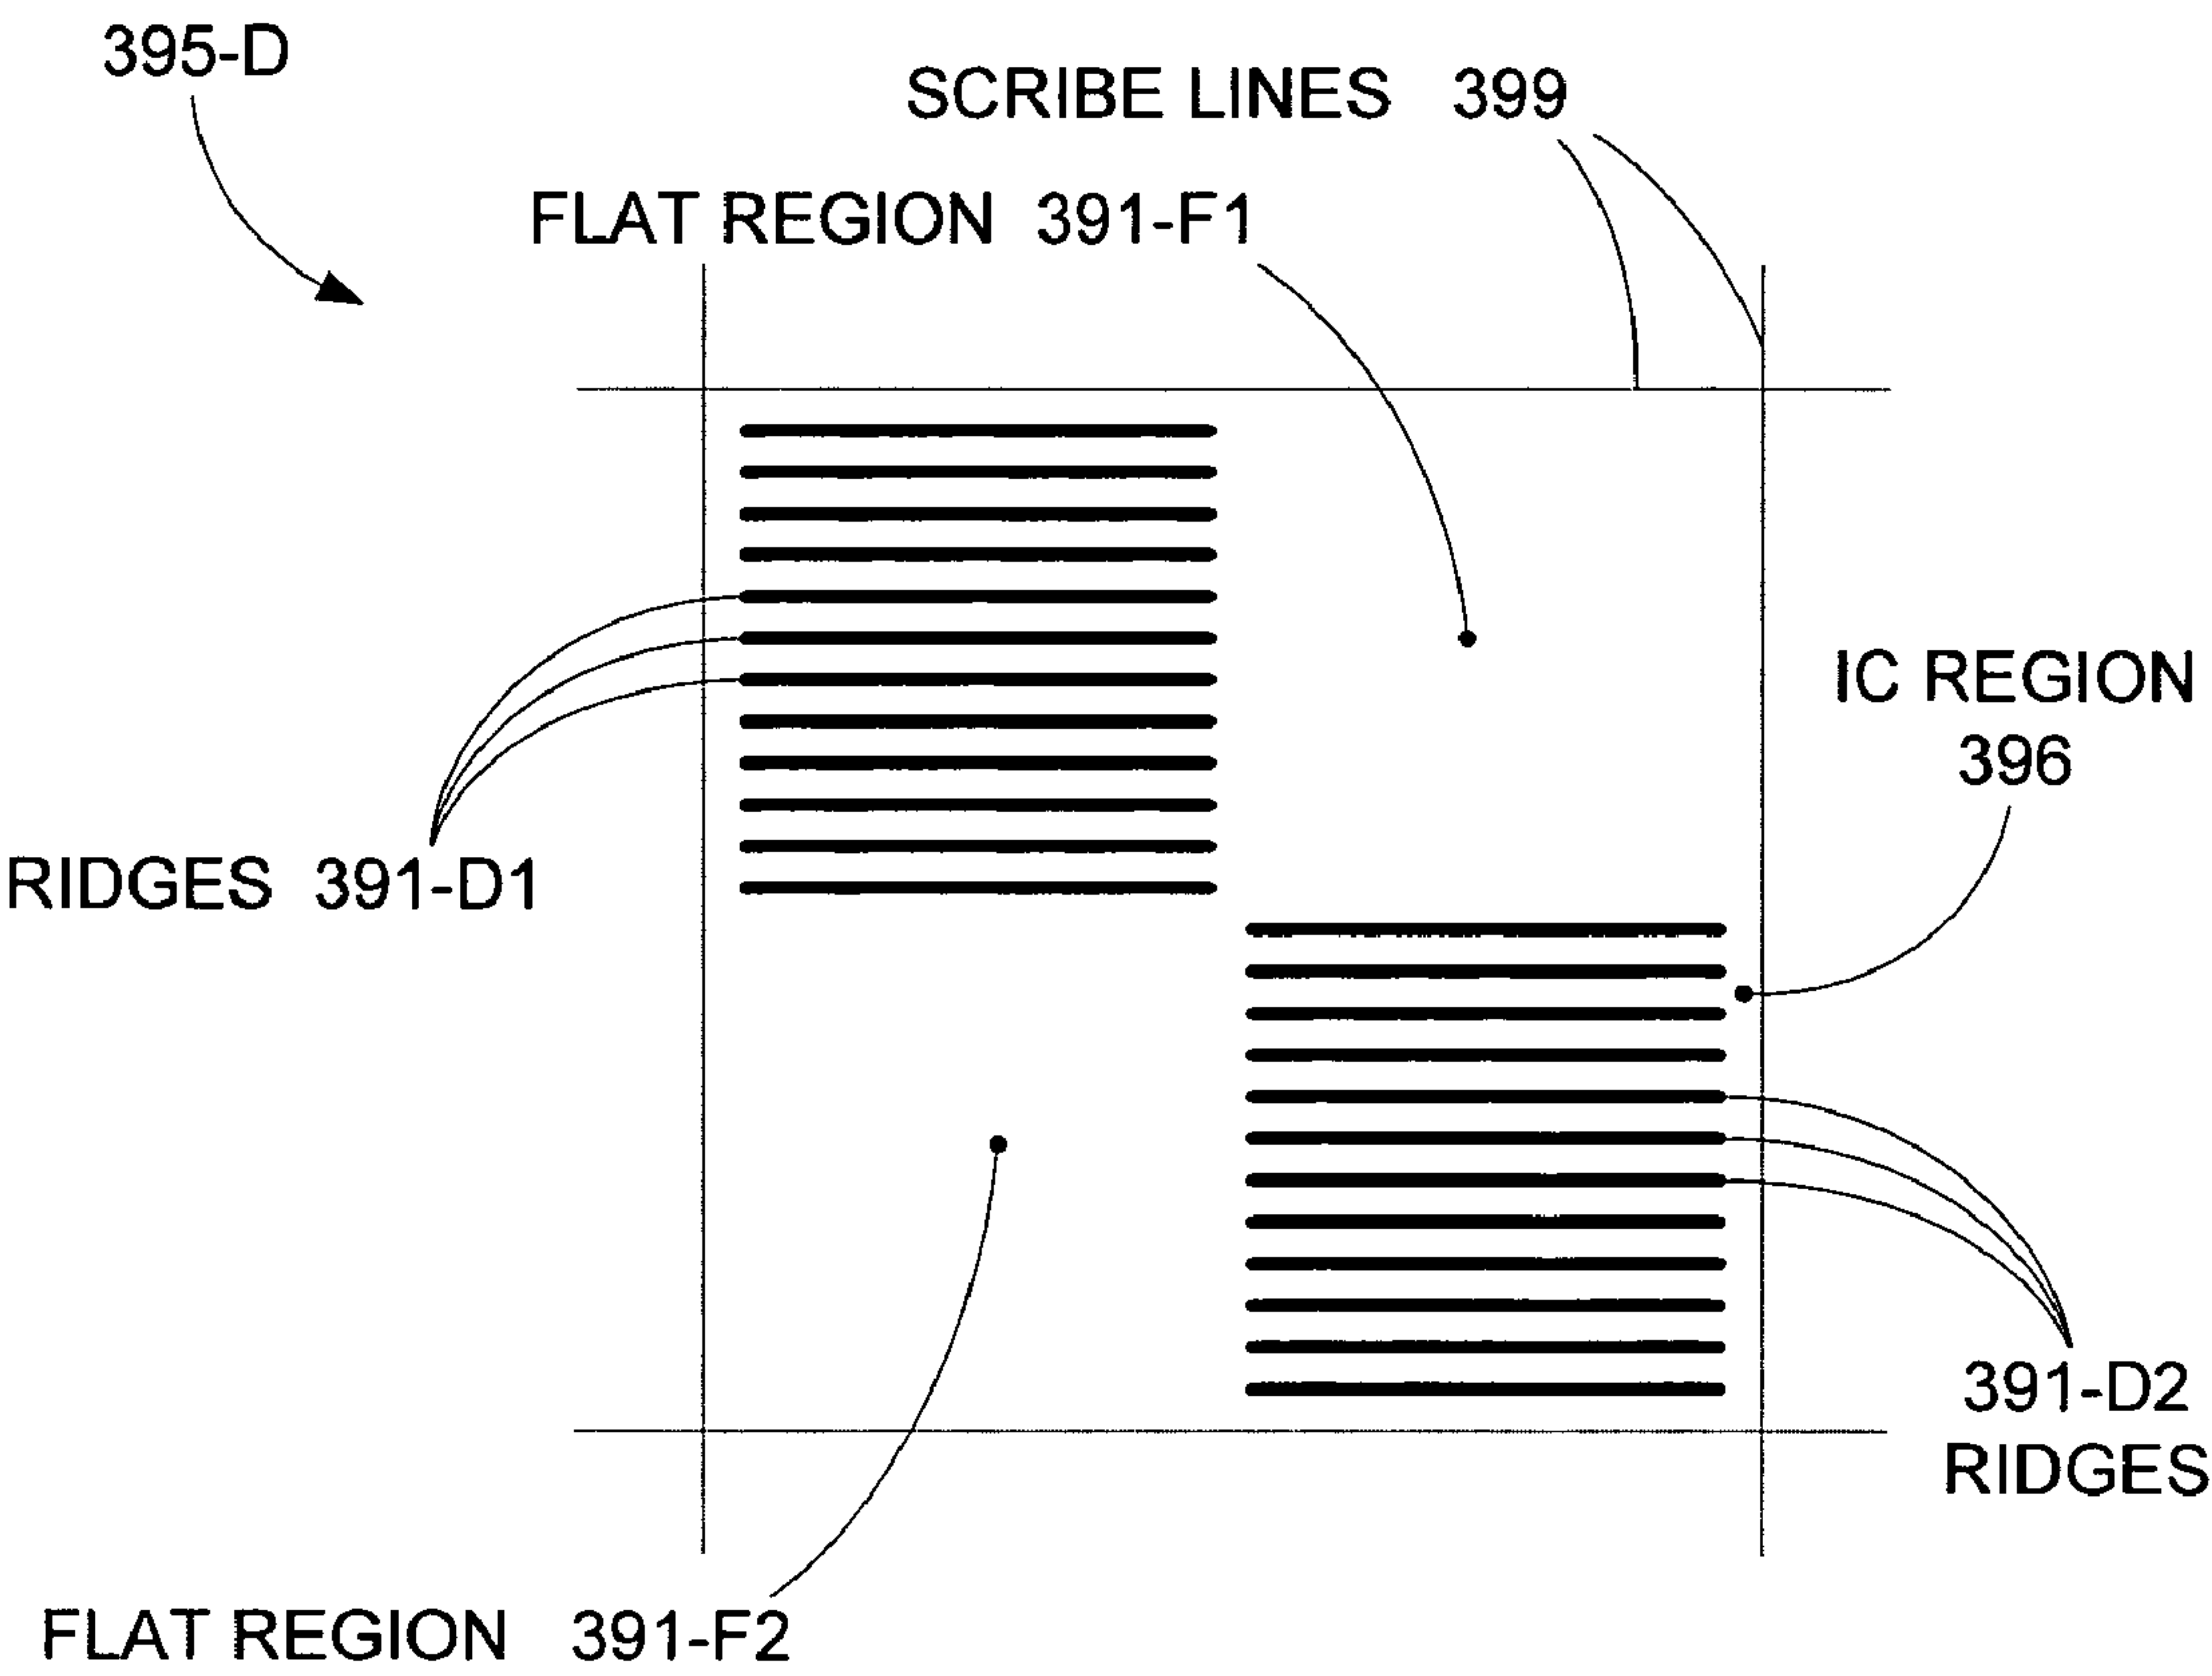 395-D
SCRIBE LINES 399
FLAT REGION 391-F1
IC REGION
396
RIDGES 391-D1
391-D2
RIDGES
FLAT REGION 391-F2